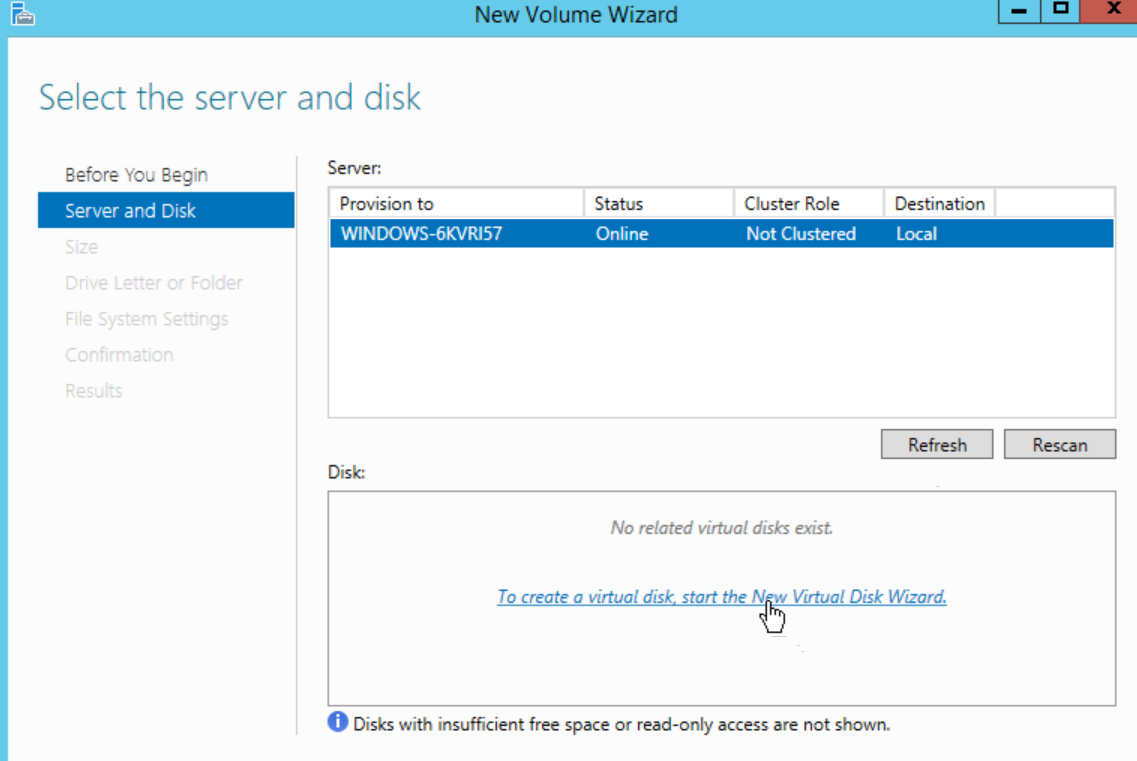 New Volume Wizard
Select the server and disk
Before You Begin
Server and Disk
Size
Drive Letter or Folder
File System Settings
Confirmation
Results
Server:
Provision to Status Cluster Role Destination
WINDOWS-6KVRI57 Online Not Clustered Local
Refresh Rescan
Disk:
No related virtual disks exist.
To create a virtual disk, start the New Virtual Disk Wizard.
Disks with insufficient free space or read-only access are not shown.